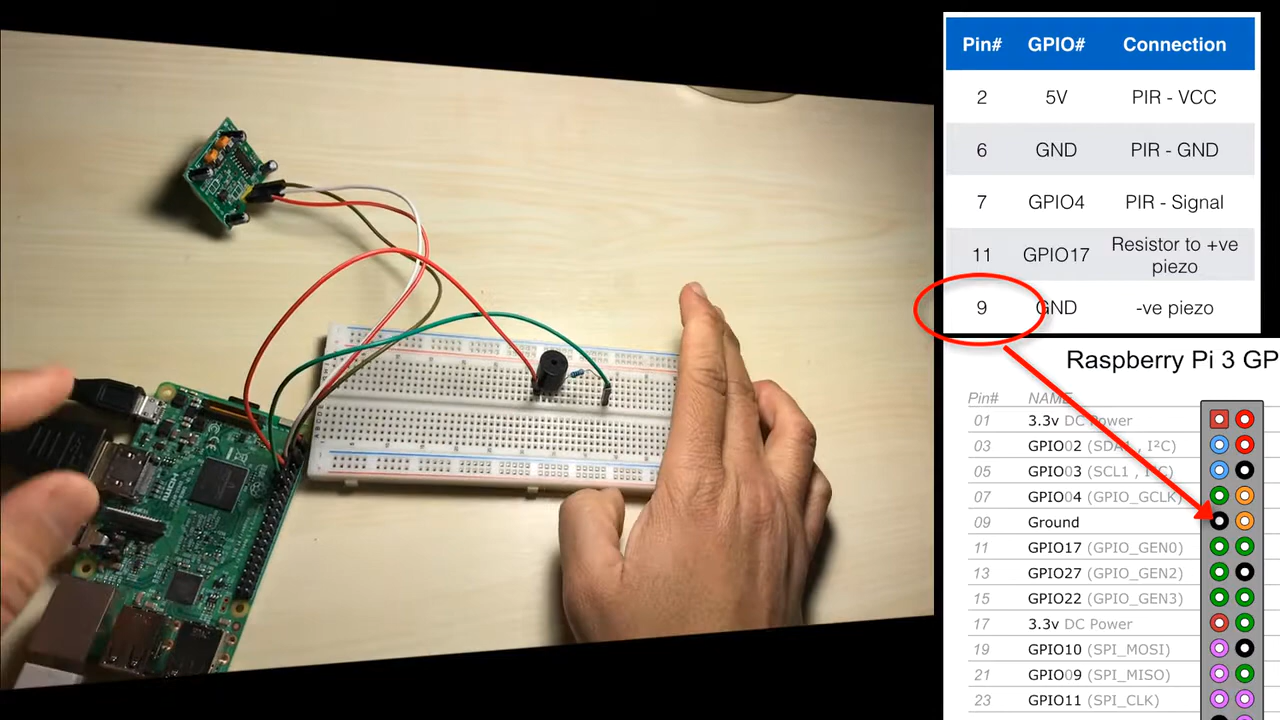 Pin# GPIO# Connection
2 5V PIR - VCC
6 GND PIR - GND
7 GPIO4 PIR - Signal
11 GPIO17 Resistor to +ve
piezo
9 GND -ve piezo
Raspberry Pi 3 GP
Pin# NAME
01 3.3v DC Power
03 GPIO02 (SDA1 , I²C)
05 GPIO03 (SCL1 , I²C)
07 GPIO04 (GPIO_GCLK)
09 Ground
11 GPIO17 (GPIO_GEN0)
13 GPIO27 (GPIO_GEN2)
15 GPIO22 (GPIO_GEN3)
17 3.3v DC Power
19 GPIO10 (SPI_MOSI)
21 GPIO09 (SPI_MISO)
23 GPIO11 (SPI_CLK)
HDMI